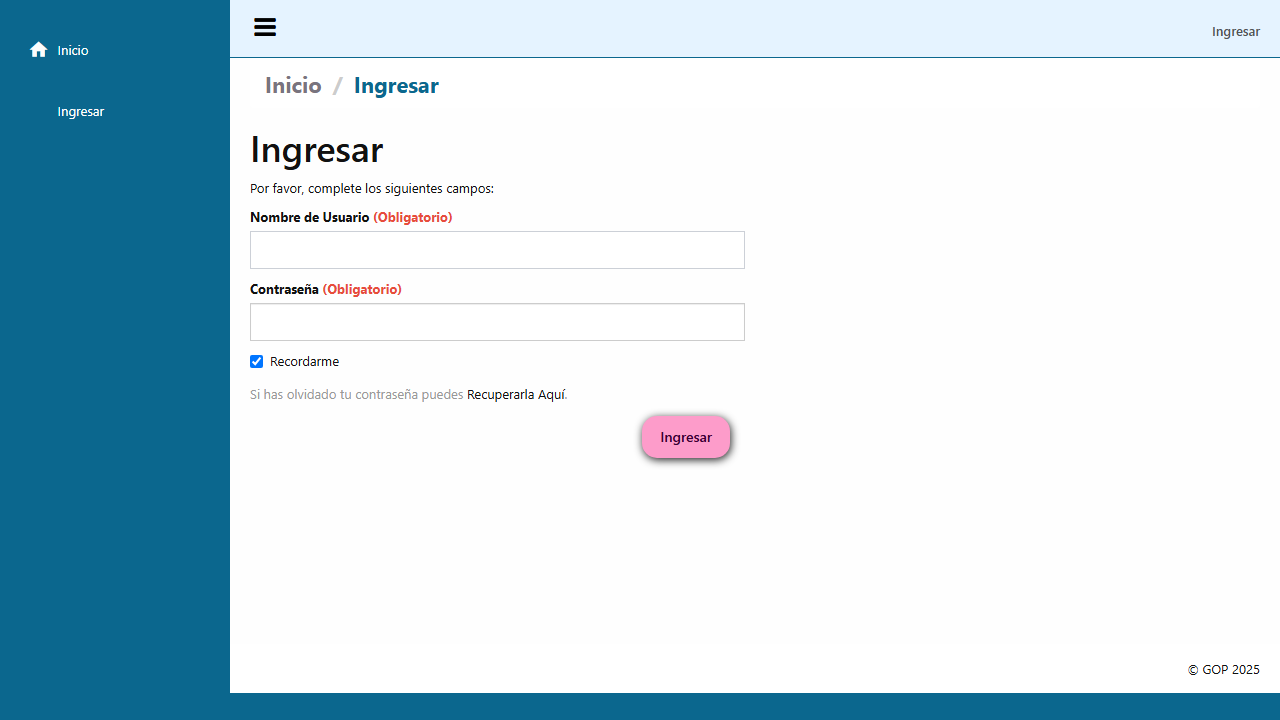 Inicio
Ingresar
Ingresar
Inicio / Ingresar
Ingresar
Por favor, complete los siguientes campos:
Nombre de Usuario (Obligatorio)
Contraseña (Obligatorio)
Recordarme
Si has olvidado tu contraseña puedes Recuperarla Aquí.
Ingresar
© GOP 2025